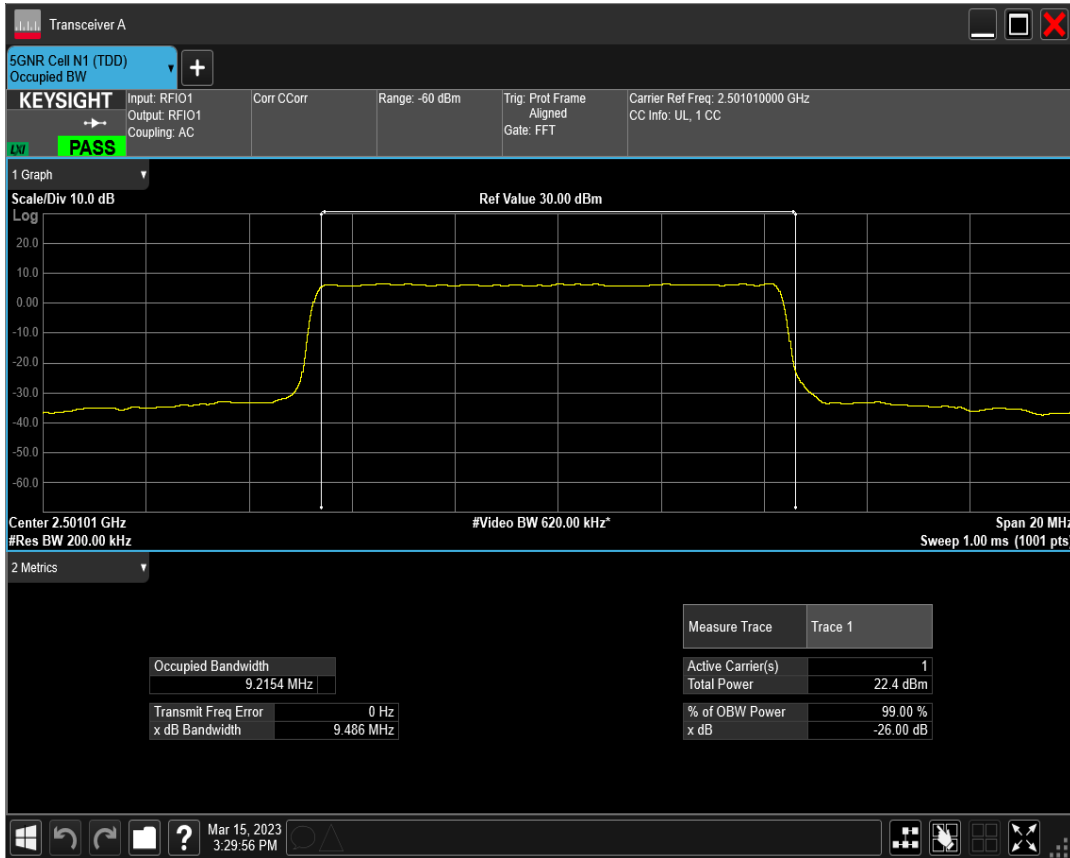 Transceiver A
5GNR Cell N1 (TDD)
Occupied BW
+
KEYSIGHT
LXI
PASS
Input: RFIO1
Output: RFIO1
Coupling: AC
Corr CCorr
Range: -60 dBm
Trig: Prot Frame
Aligned
Gate: FFT
Carrier Ref Freq: 2.501010000 GHz
CC Info: UL, 1 CC
1 Graph
Scale/Div 10.0 dB
Ref Value 30.00 dBm
Log
20.0
10.0
0.00
-10.0
-20.0
-30.0
-40.0
-50.0
-60.0
Center 2.50101 GHz
#Video BW 620.00 kHz*
Span 20 MHz
#Res BW 200.00 kHz
Sweep 1.00 ms (1001 pts)
2 Metrics
Measure Trace Trace 1
Occupied Bandwidth
9.2154 MHz
Active Carrier(s) 1
Total Power 22.4 dBm
Transmit Freq Error 0 Hz
x dB Bandwidth 9.486 MHz
% of OBW Power 99.00 %
x dB -26.00 dB
?
Mar 15, 2023
3:29:56 PM